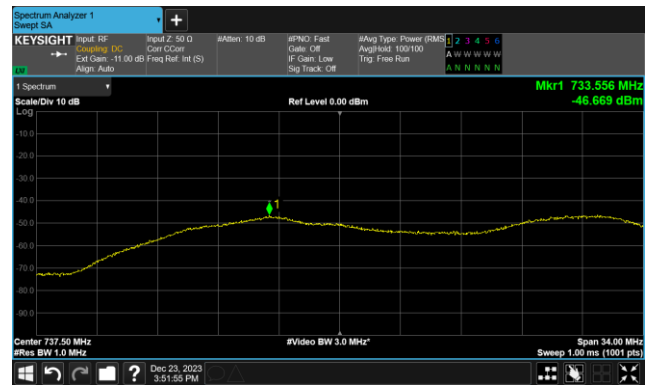 Spectrum Analyzer 1
Swept SA
+
KEYSIGHT Input: RF Input Z: 50 Ω #Atten: 10 dB #PNO: Fast #Avg Type: Power (RMS 1 2 3 4 5 6
Coupling: DC Corr CCorr Gate: Off Avg|Hold: 100/100 A W W W W W
Ext Gain: -11.00 dB Freq Ref: Int (S) IF Gain: Low Trig: Free Run
Align: Auto Sig Track: Off A N N N N N
1 Spectrum Mkr1 733.556 MHz
Scale/Div 10 dB Ref Level 0.00 dBm -46.669 dBm
Log
-10.0
-20.0
-30.0
-40.0
1
-50.0
-60.0
-70.0
-80.0
-90.0
Center 737.50 MHz #Video BW 3.0 MHz* Span 34.00 MHz
#Res BW 1.0 MHz Sweep 1.00 ms (1001 pts)
? Dec 23, 2023
3:51:55 PM